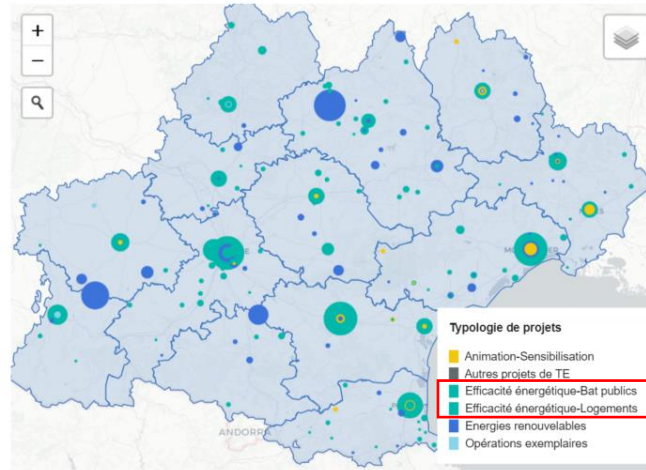 +
−
ANDORRA
Typologie de projets
Animation-Sensibilisation
Autres projets de TE
Efficacité énergétique-Bat publics
Efficacité énergétique-Logements
Energies renouvelables
Opérations exemplaires